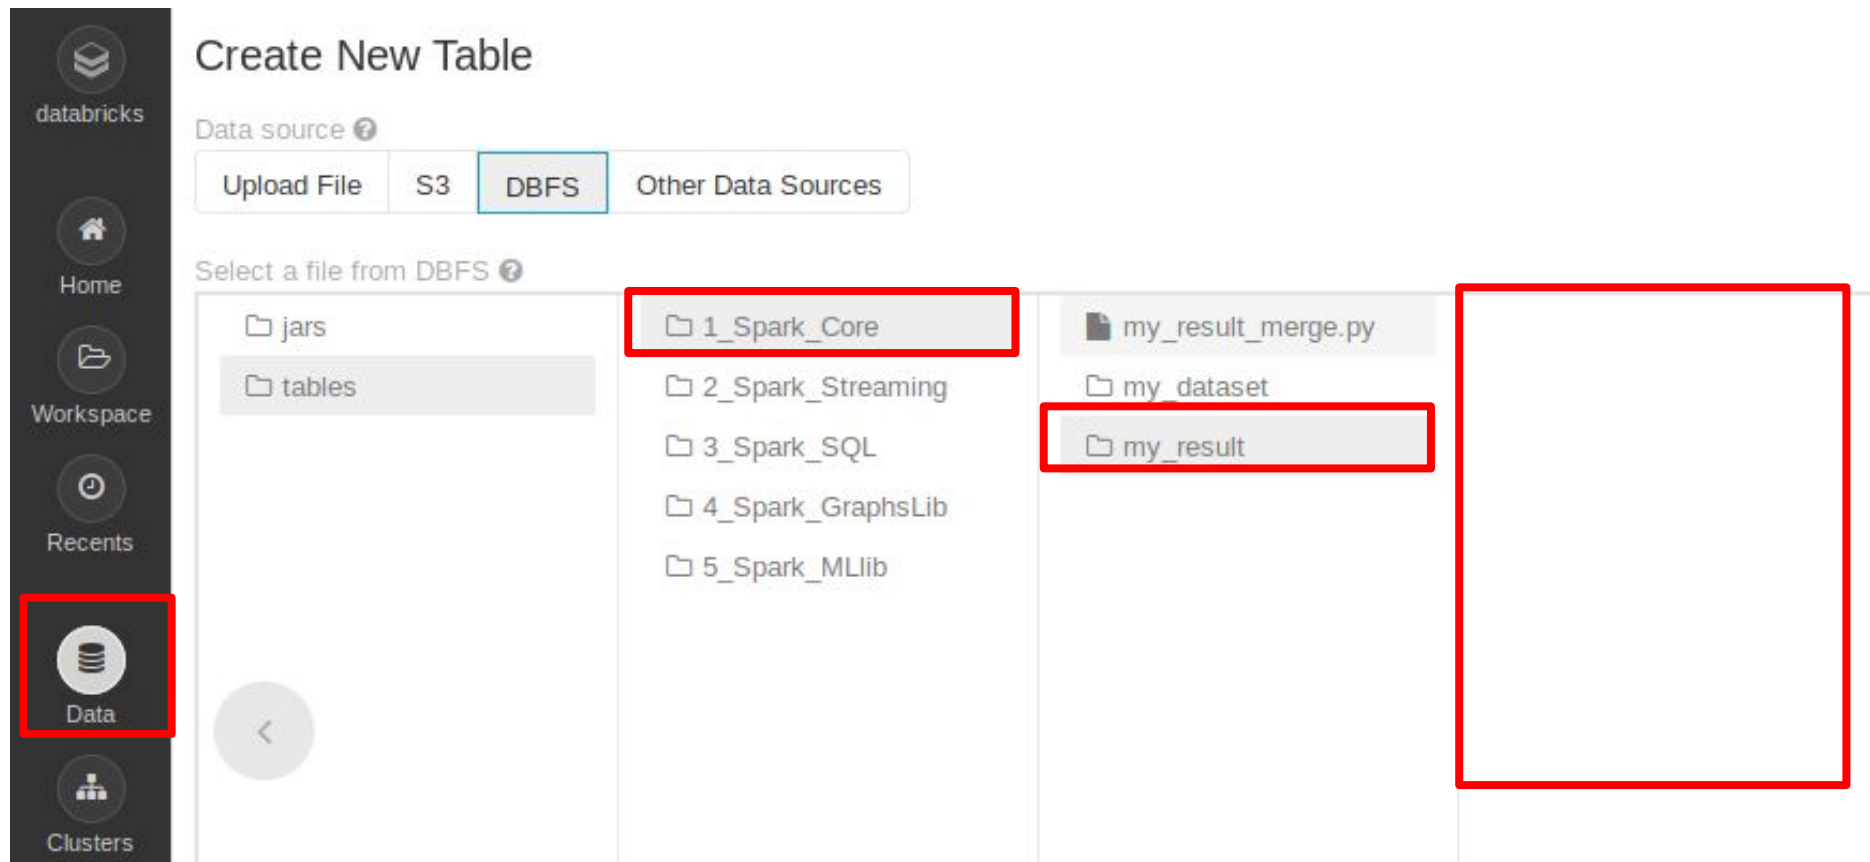 databricks
Home
Workspace
Recents
Data
Clusters
Create New Table
Data source
Upload File S3 DBFS Other Data Sources
Select a file from DBFS
jars
tables
1_Spark_Core
2_Spark_Streaming
3_Spark_SQL
4_Spark_GraphsLib
5_Spark_MLlib
my_result_merge.py
my_dataset
my_result